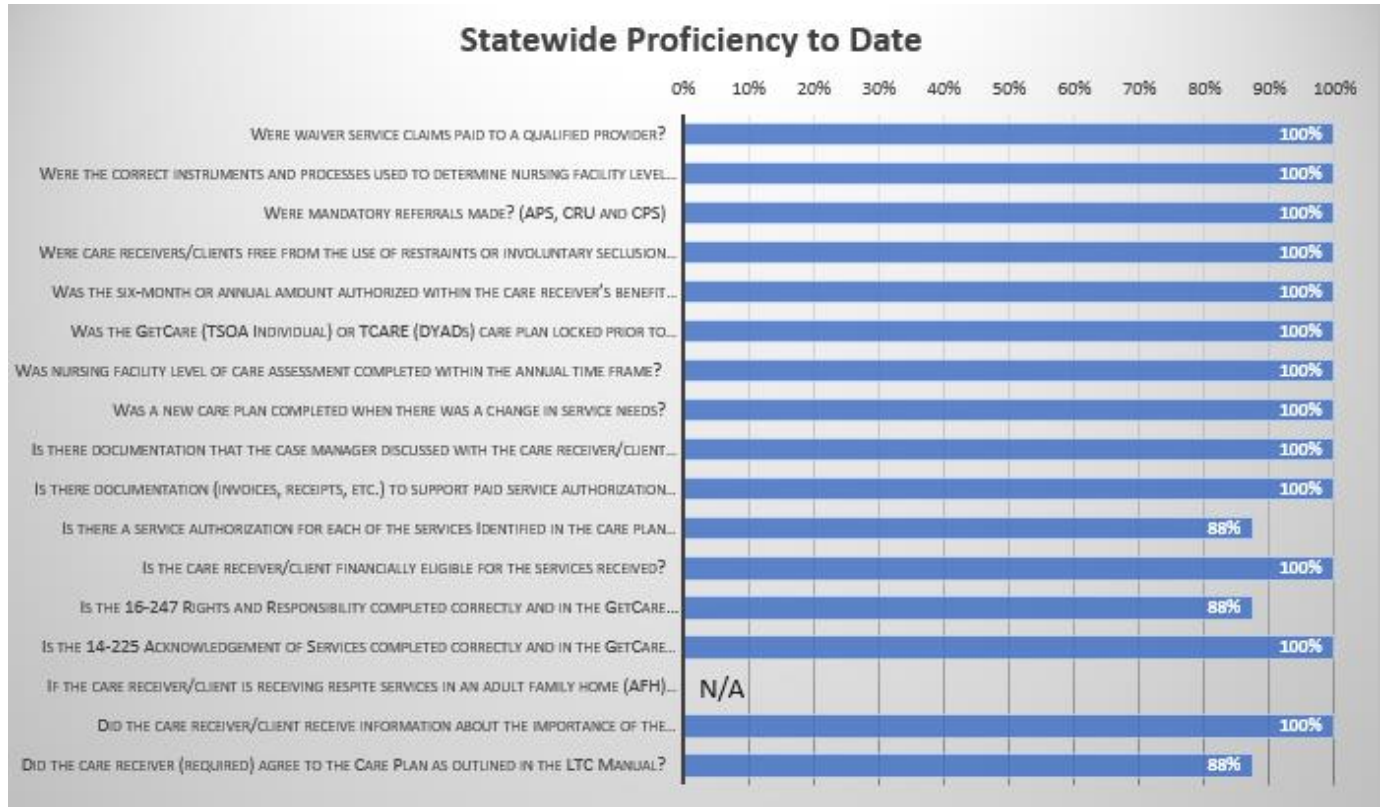 Statewide Proficiency to Date
0% 10% 20% 30% 40% 50% 60% 70% 80% 90% 100%
WERE WAIVER SERVICE CLAIMS PAID TO A QUALIFIED PROVIDER? 100%
WERE THE CORRECT INSTRUMENTS AND PROCESSES USED TO DETERMINE NURSING FACILITY LEVEL... 100%
WERE MANDATORY REFERRALS MADE? (APS, CRU AND CPS) 100%
WERE CARE RECEIVERS/CLIENTS FREE FROM THE USE OF RESTRAINTS OR INVOLUNTARY SECLUSION... 100%
WAS THE SIX-MONTH OR ANNUAL AMOUNT AUTHORIZED WITHIN THE CARE RECEIVER'S BENEFIT... 100%
WAS THE GETCARE (TSOA INDIVIDUAL) OR TCARE (DYADS) CARE PLAN LOCKED PRIOR TO... 100%
WAS NURSING FACILITY LEVEL OF CARE ASSESSMENT COMPLETED WITHIN THE ANNUAL TIME FRAME? 100%
WAS A NEW CARE PLAN COMPLETED WHEN THERE WAS A CHANGE IN SERVICE NEEDS? 100%
IS THERE DOCUMENTATION THAT THE CASE MANAGER DISCUSSED WITH THE CARE RECEIVER/CLIENT... 100%
IS THERE DOCUMENTATION (INVOICES, RECEIPTS, ETC.) TO SUPPORT PAID SERVICE AUTHORIZATION... 100%
IS THERE A SERVICE AUTHORIZATION FOR EACH OF THE SERVICES IDENTIFIED IN THE CARE PLAN... 88%
IS THE CARE RECEIVER/CLIENT FINANCIALLY ELIGIBLE FOR THE SERVICES RECEIVED? 100%
IS THE 16-247 RIGHTS AND RESPONSIBILITY COMPLETED CORRECTLY AND IN THE GETCARE... 88%
IS THE 14-225 ACKNOWLEDGEMENT OF SERVICES COMPLETED CORRECTLY AND IN THE GETCARE... 100%
IF THE CARE RECEIVER/CLIENT IS RECEIVING RESPITE SERVICES IN AN ADULT FAMILY HOME (AFH)... N/A
DID THE CARE RECEIVER/CLIENT RECEIVE INFORMATION ABOUT THE IMPORTANCE OF THE... 100%
DID THE CARE RECEIVER (REQUIRED) AGREE TO THE CARE PLAN AS OUTLINED IN THE LTC MANUAL? 88%